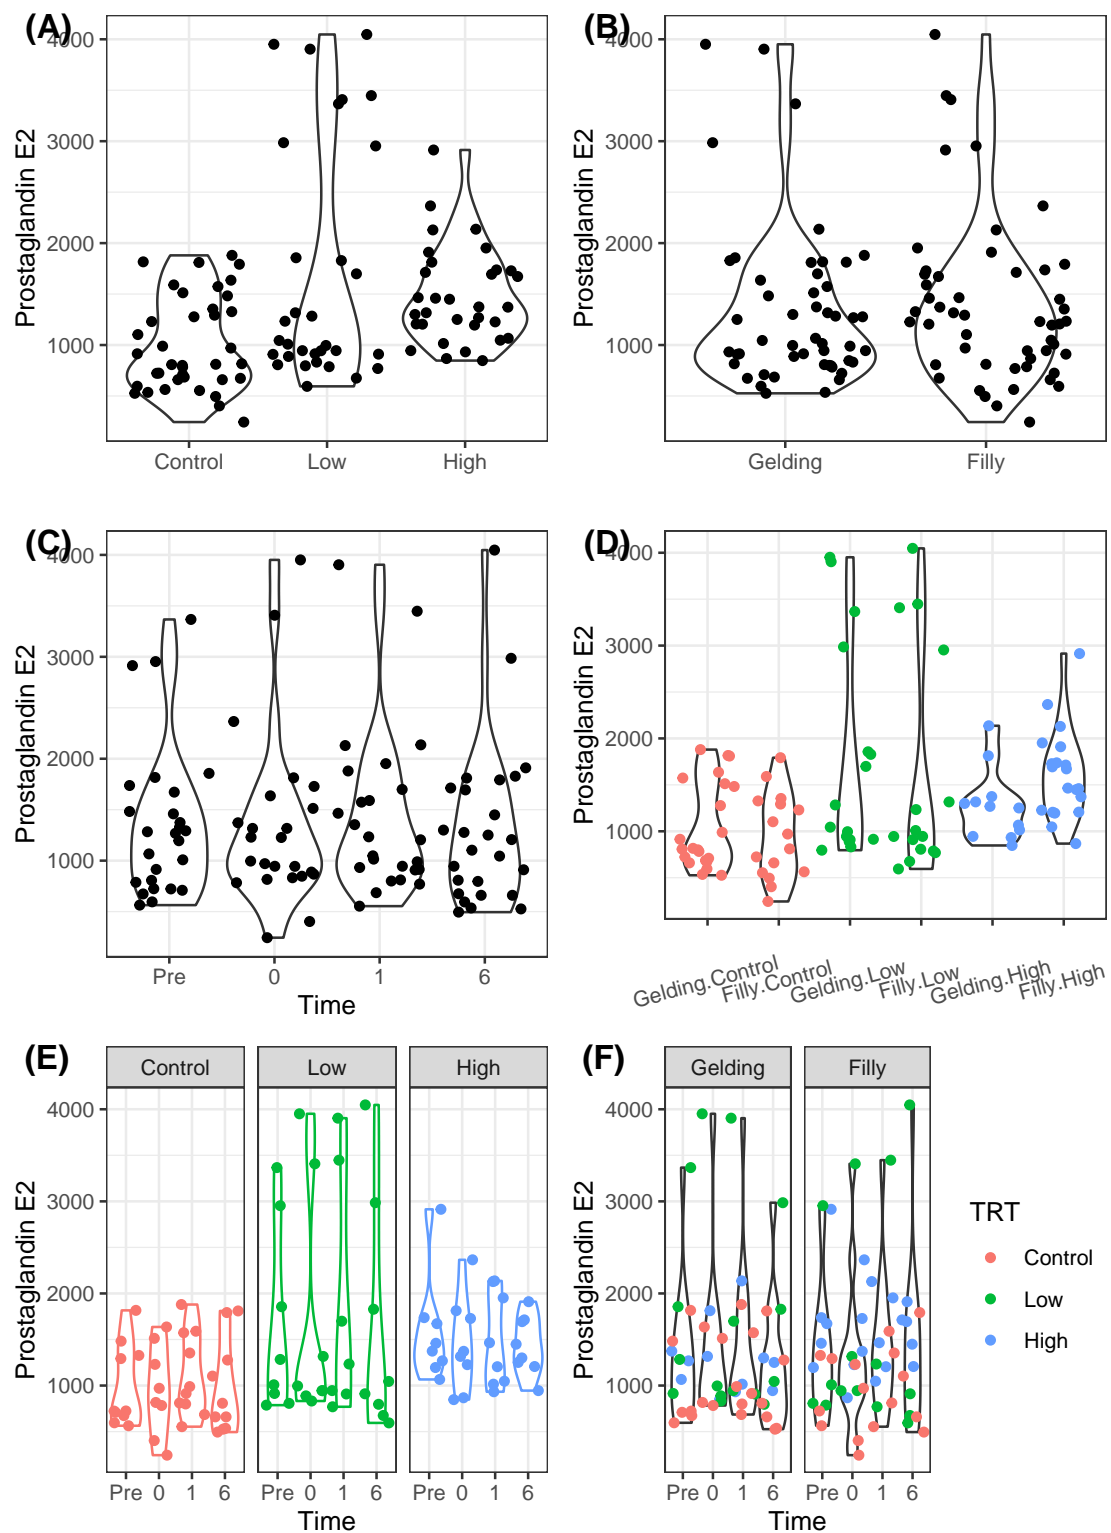 (A)
4000
3000
2000
1000
Prostaglandin E2
Control Low High
(B)
4000
3000
2000
1000
Prostaglandin E2
Gelding Filly
(C)
4000
3000
2000
1000
Prostaglandin E2
Pre 0 1 6
Time
(D)
4000
3000
2000
1000
Prostaglandin E2
Gelding.Control Filly.Control Gelding.Low Filly.Low Gelding.High Filly.High
(E)
Control Low High
4000
3000
2000
1000
Prostaglandin E2
Pre 0 1 6 Pre 0 1 6 Pre 0 1 6
Time
(F)
Gelding Filly
4000
3000
2000
1000
Prostaglandin E2
Pre 0 1 6 Pre 0 1 6
Time
TRT
Control
Low
High